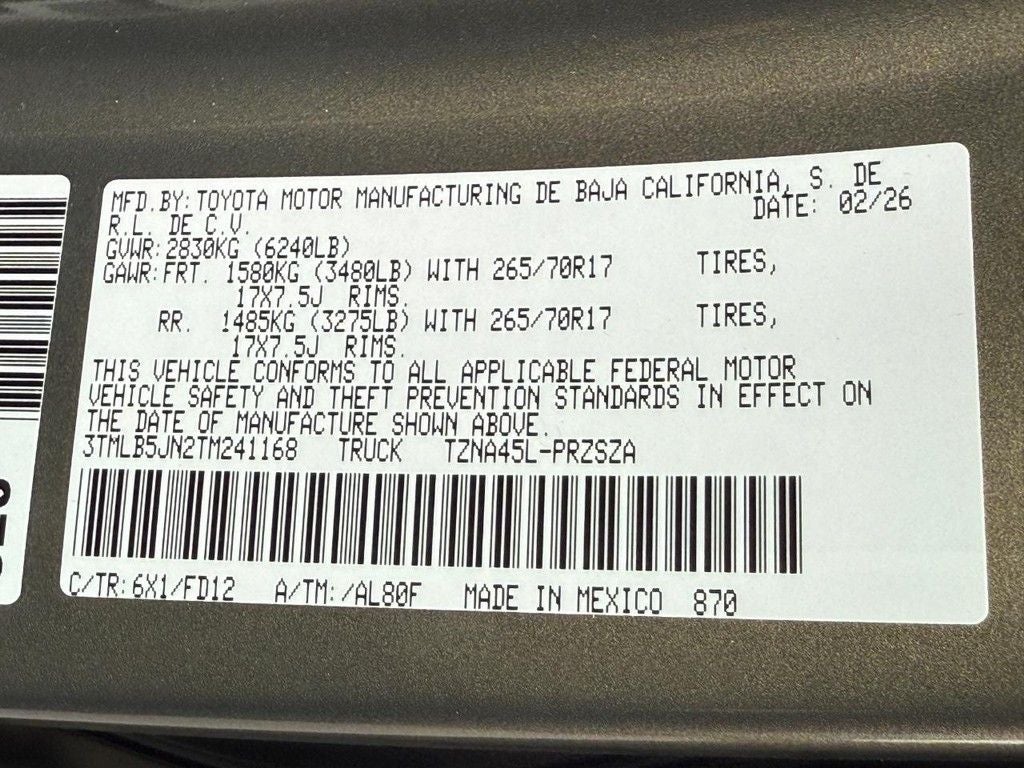 MFD.BY:TOYOTA MOTOR MANUFACTURING DE BAJA CALIFORNIA, S. DE
R.L. DE C.V. DATE: 02/26
GVWR:2830KG (6240LB)
GAWR:FRT. 1580KG (3480LB) WITH 265/70R17 TIRES,
17X7.5J RIMS.
RR. 1485KG (3275LB) WITH 265/70R17 TIRES,
17X7.5J RIMS.
THIS VEHICLE CONFORMS TO ALL APPLICABLE FEDERAL MOTOR
VEHICLE SAFETY AND THEFT PREVENTION STANDARDS IN EFFECT ON
THE DATE OF MANUFACTURE SHOWN ABOVE.
3TMLB5JN2TM241168 TRUCK TZNA45L-PRZSZA
C/TR:6X1/FD12 A/TM:/AL80F MADE IN MEXICO 870